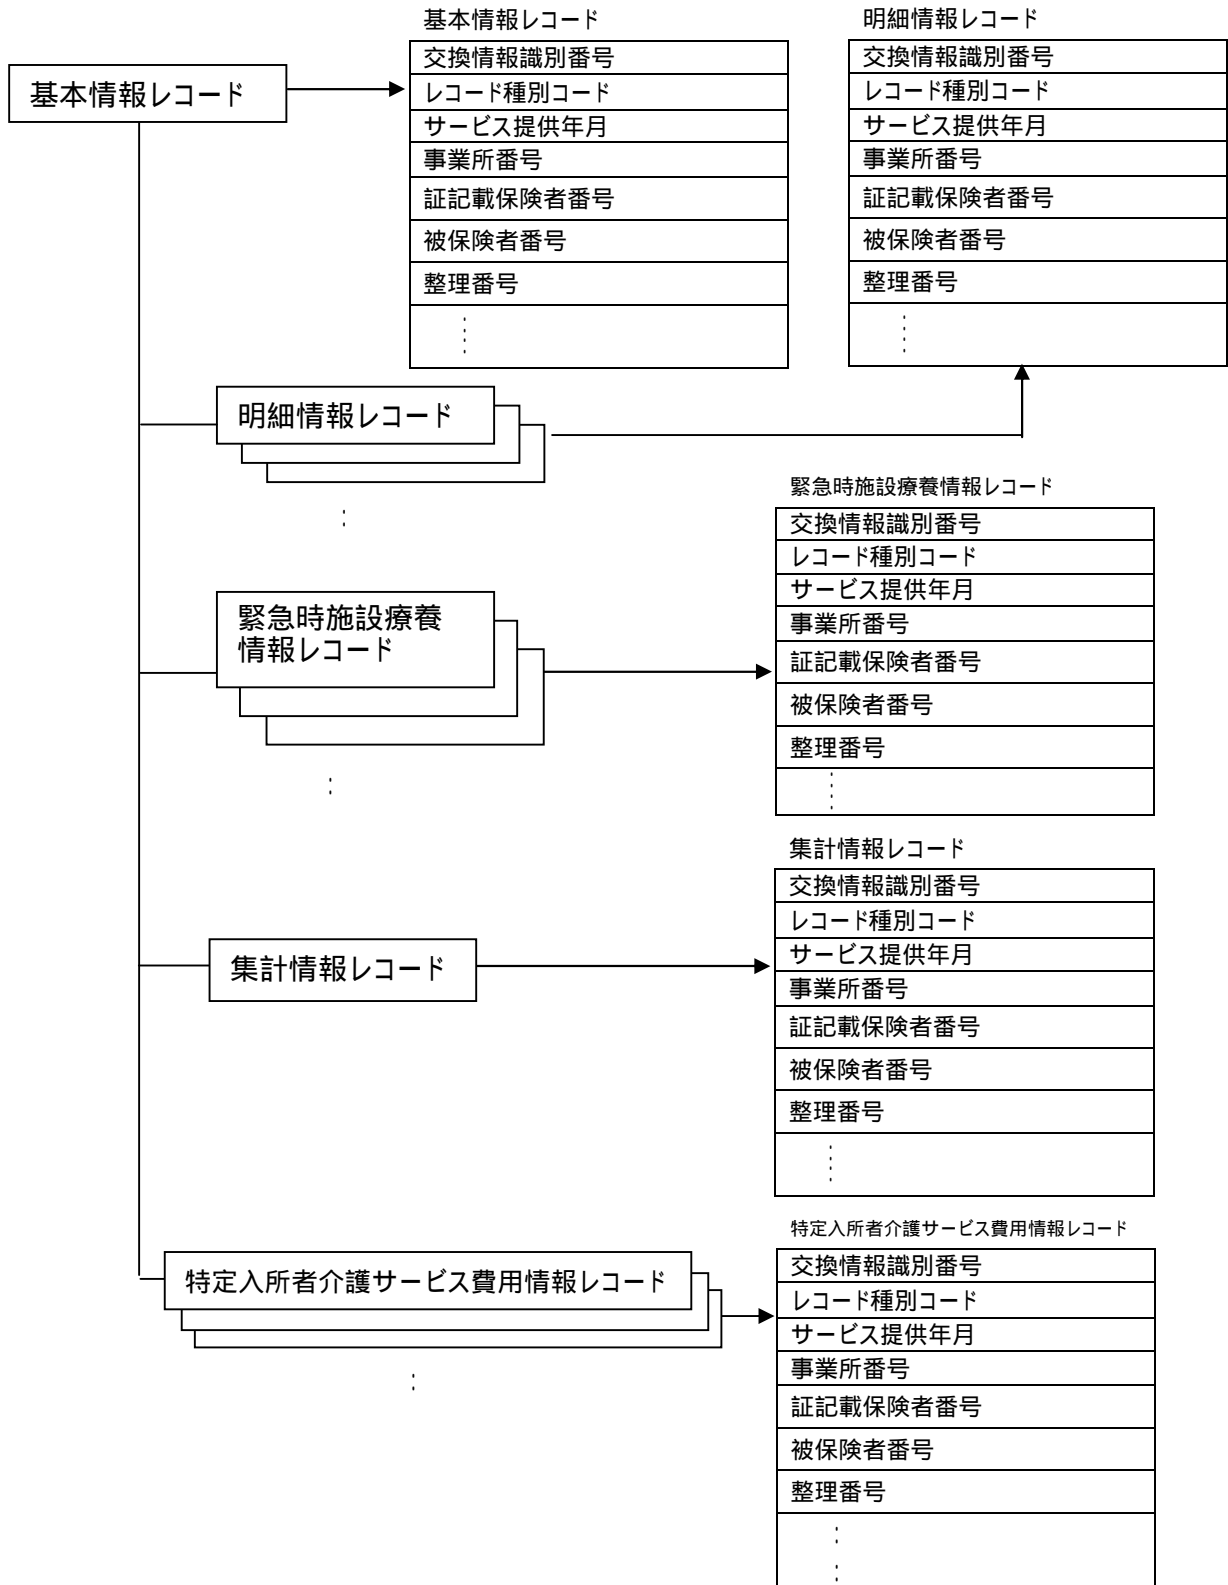 基本情報レコード
基本情報レコード
交換情報識別番号
レコード種別コード
サービス提供年月
事業所番号
証記載保険者番号
被保険者番号
整理番号
明細情報レコード
交換情報識別番号
レコード種別コード
サービス提供年月
事業所番号
証記載保険者番号
被保険者番号
整理番号
明細情報レコード
緊急時施設療養
情報レコード
緊急時施設療養情報レコード
交換情報識別番号
レコード種別コード
サービス提供年月
事業所番号
証記載保険者番号
被保険者番号
整理番号
集計情報レコード
集計情報レコード
交換情報識別番号
レコード種別コード
サービス提供年月
事業所番号
証記載保険者番号
被保険者番号
整理番号
特定入所者介護サービス費用情報レコード
特定入所者介護サービス費用情報レコード
交換情報識別番号
レコード種別コード
サービス提供年月
事業所番号
証記載保険者番号
被保険者番号
整理番号